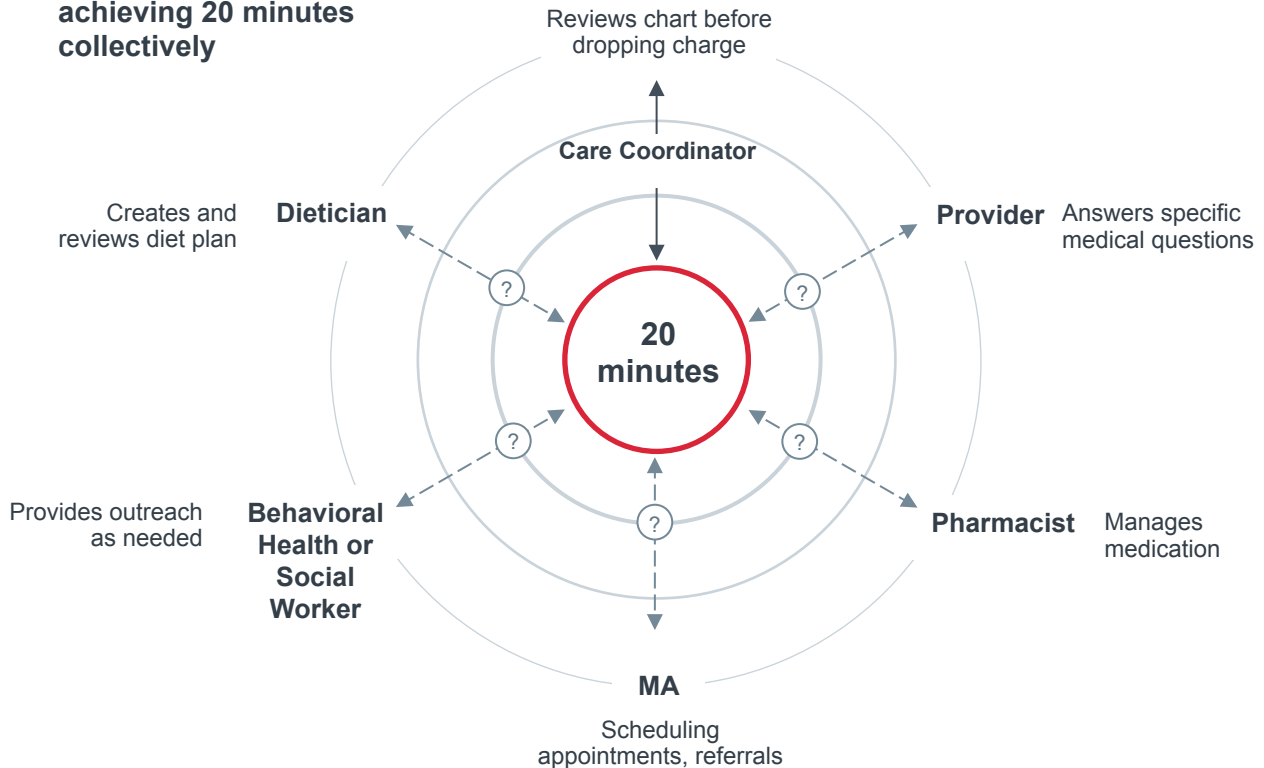 achieving 20 minutes
collectively
Reviews chart before
dropping charge
Care Coordinator
Creates and
reviews diet plan
Dietician
Provider
Answers specific
medical questions
?
?
20
minutes
?
?
Provides outreach
as needed
Behavioral
Health or
Social
Worker
?
Pharmacist
Manages
medication
MA
Scheduling
appointments, referrals